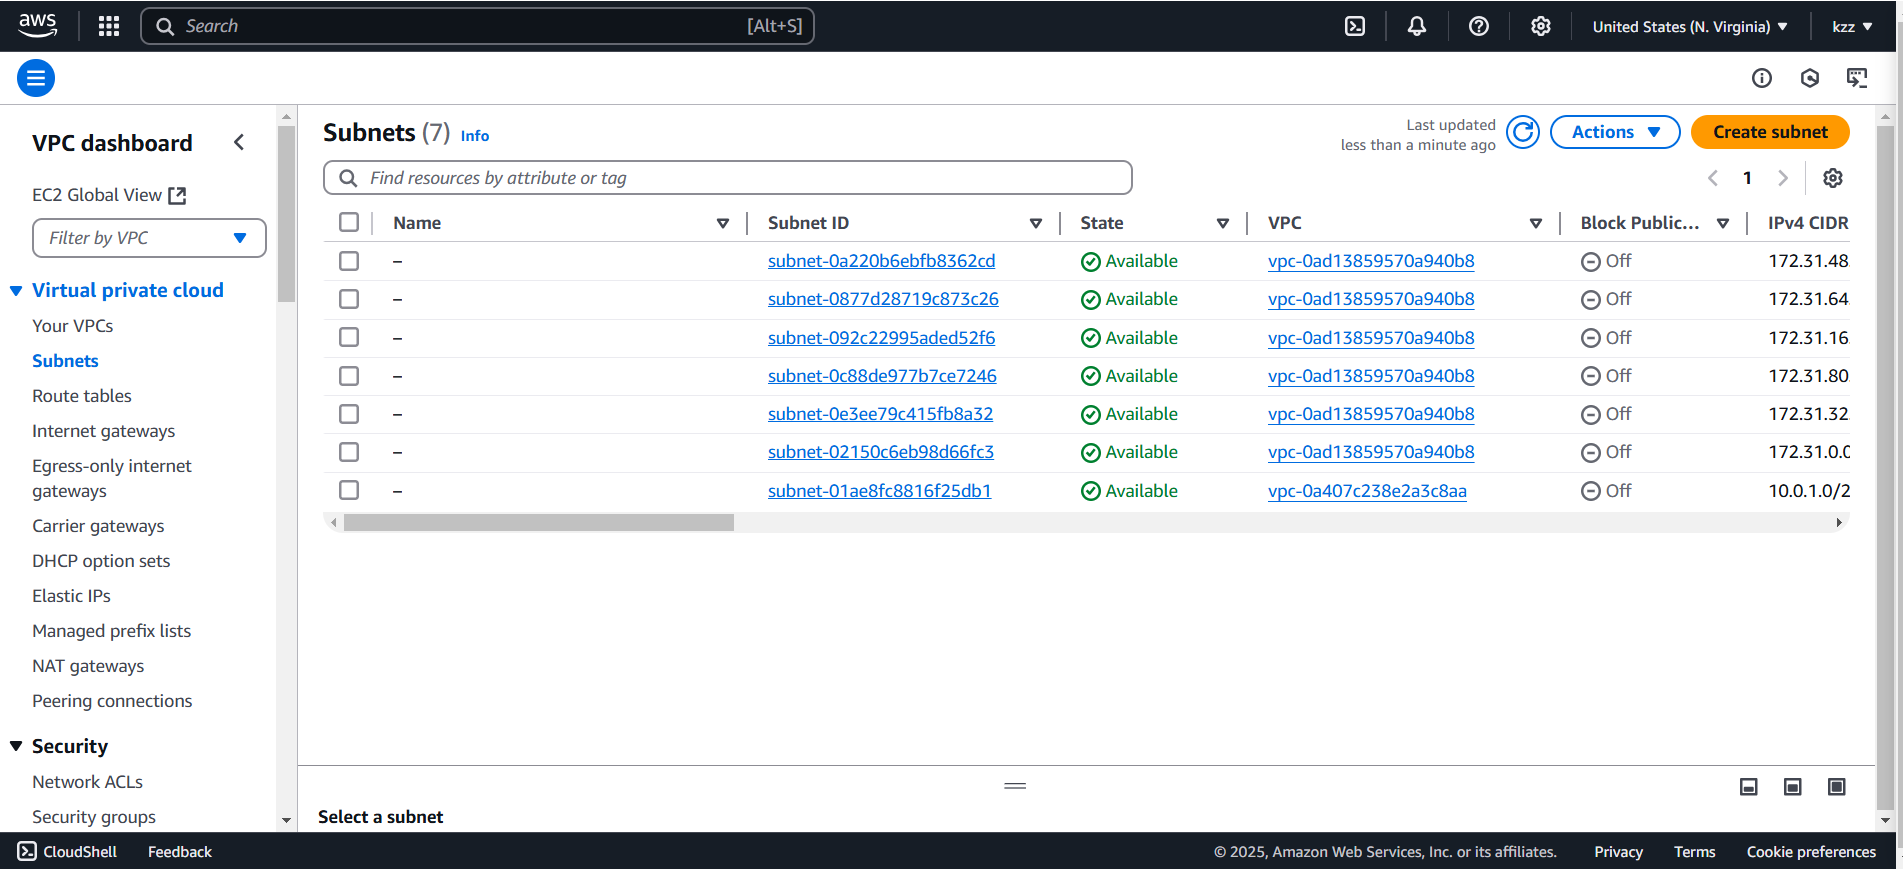 aws
Search [Alt+S]
United States (N. Virginia)
kzz
VPC dashboard
EC2 Global View
Filter by VPC
Virtual private cloud
Your VPCs
Subnets
Route tables
Internet gateways
Egress-only internet
gateways
Carrier gateways
DHCP option sets
Elastic IPs
Managed prefix lists
NAT gateways
Peering connections
Security
Network ACLs
Security groups
Subnets (7) Info
Last updated
less than a minute ago
Actions
Create subnet
Find resources by attribute or tag
1
Name Subnet ID State VPC Block Public... IPv4 CIDR
– subnet-0a220b6ebfb8362cd Available vpc-0ad13859570a940b8 Off 172.31.48
– subnet-0877d28719c873c26 Available vpc-0ad13859570a940b8 Off 172.31.64
– subnet-092c22995aded52f6 Available vpc-0ad13859570a940b8 Off 172.31.16
– subnet-0c88de977b7ce7246 Available vpc-0ad13859570a940b8 Off 172.31.80
– subnet-0e3ee79c415fb8a32 Available vpc-0ad13859570a940b8 Off 172.31.32
– subnet-02150c6eb98d66fc3 Available vpc-0ad13859570a940b8 Off 172.31.0.0
– subnet-01ae8fc8816f25db1 Available vpc-0a407c238e2a3c8aa Off 10.0.1.0/2
Select a subnet
CloudShell Feedback
© 2025, Amazon Web Services, Inc. or its affiliates. Privacy Terms Cookie preferences